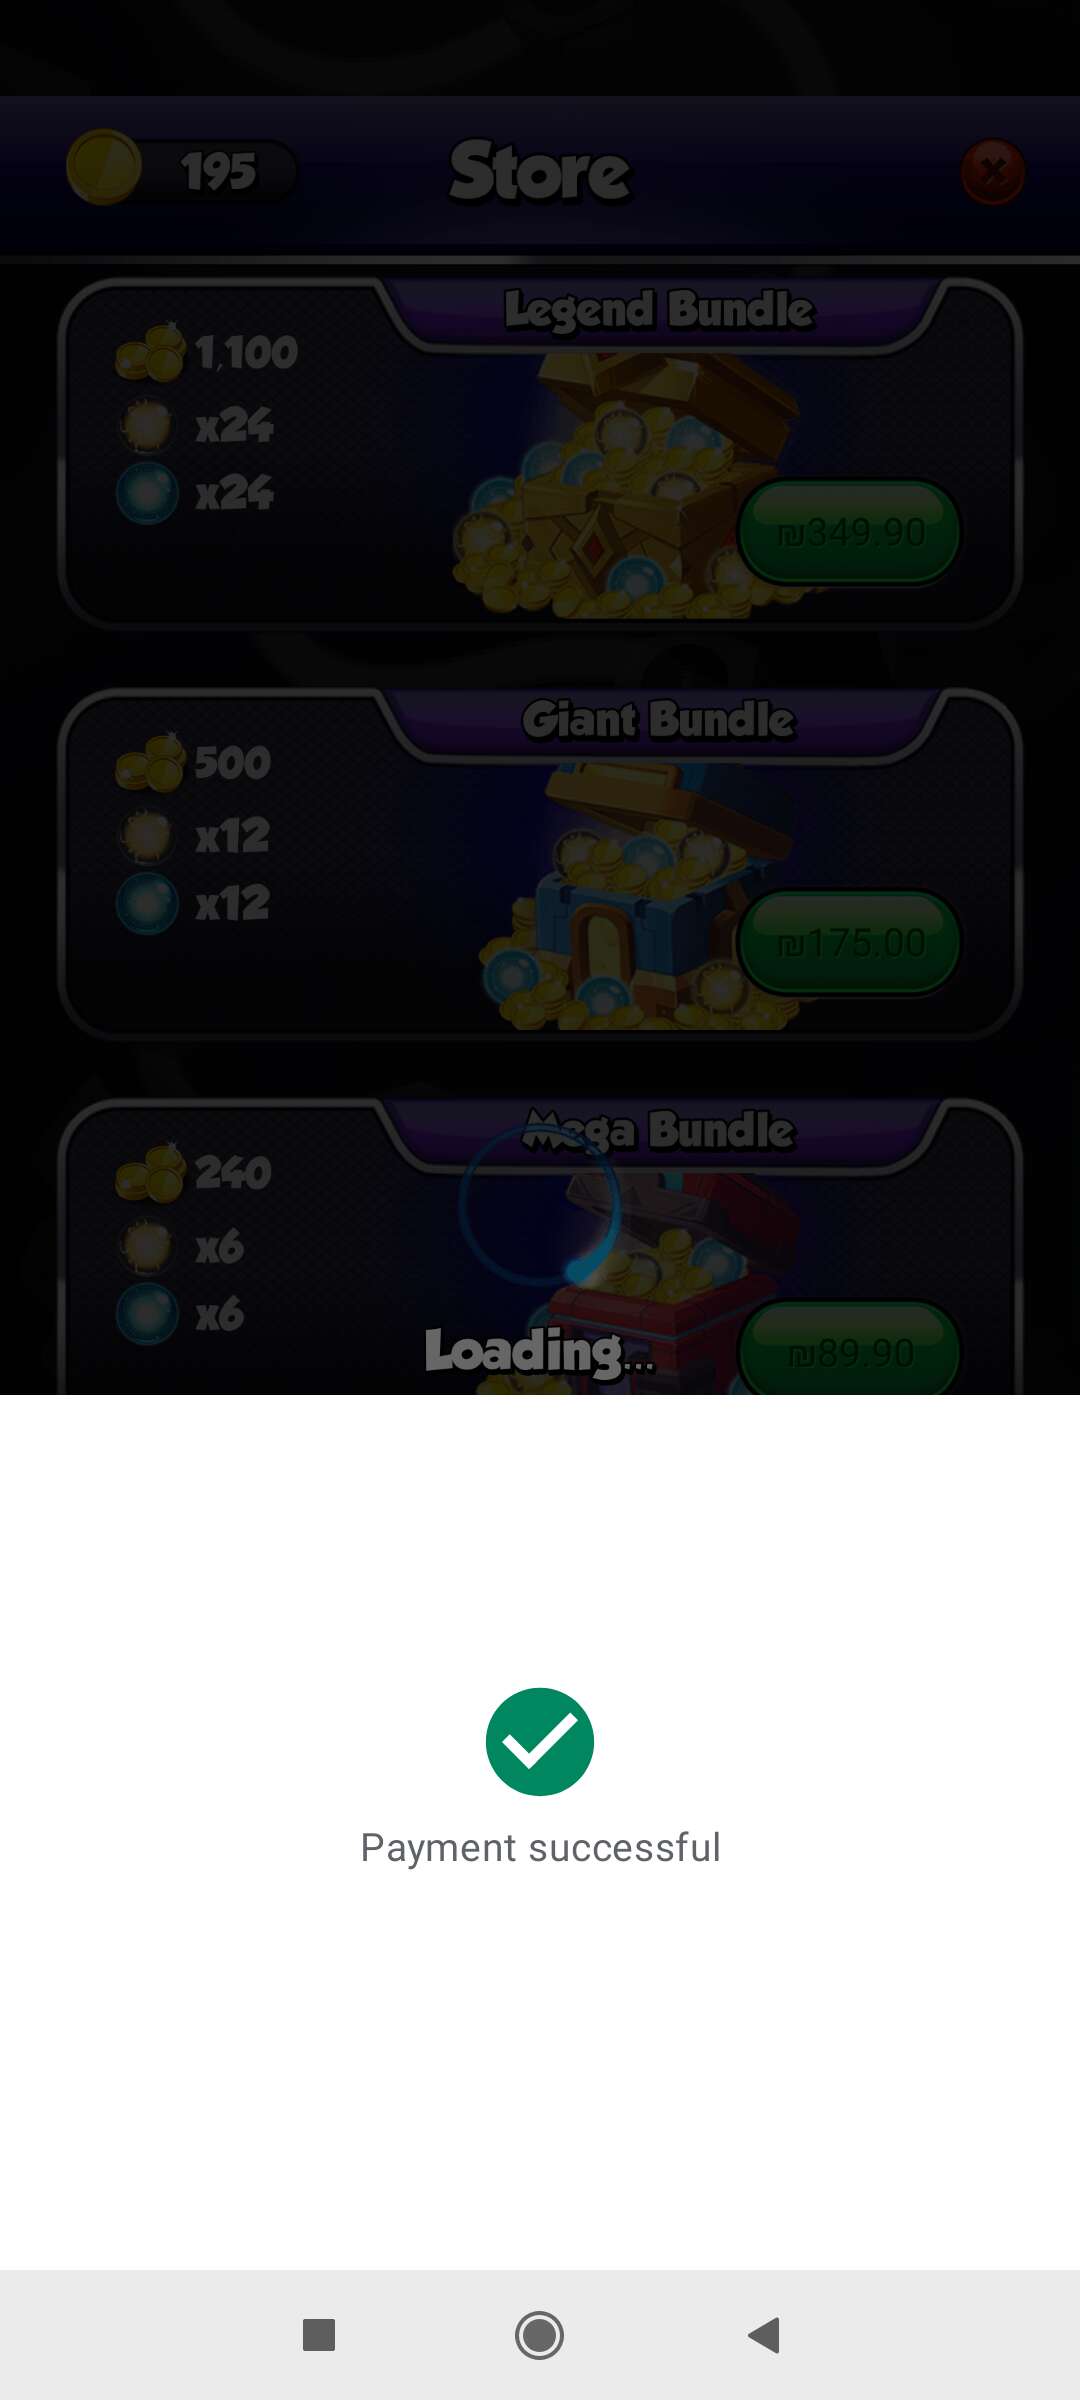 195
Store
Legend Bundle
1,100
x24
x24
₪349.90
Giant Bundle
500
x12
x12
₪175.00
Mega Bundle
240
x6
x6
₪89.90
Loading...
Payment successful